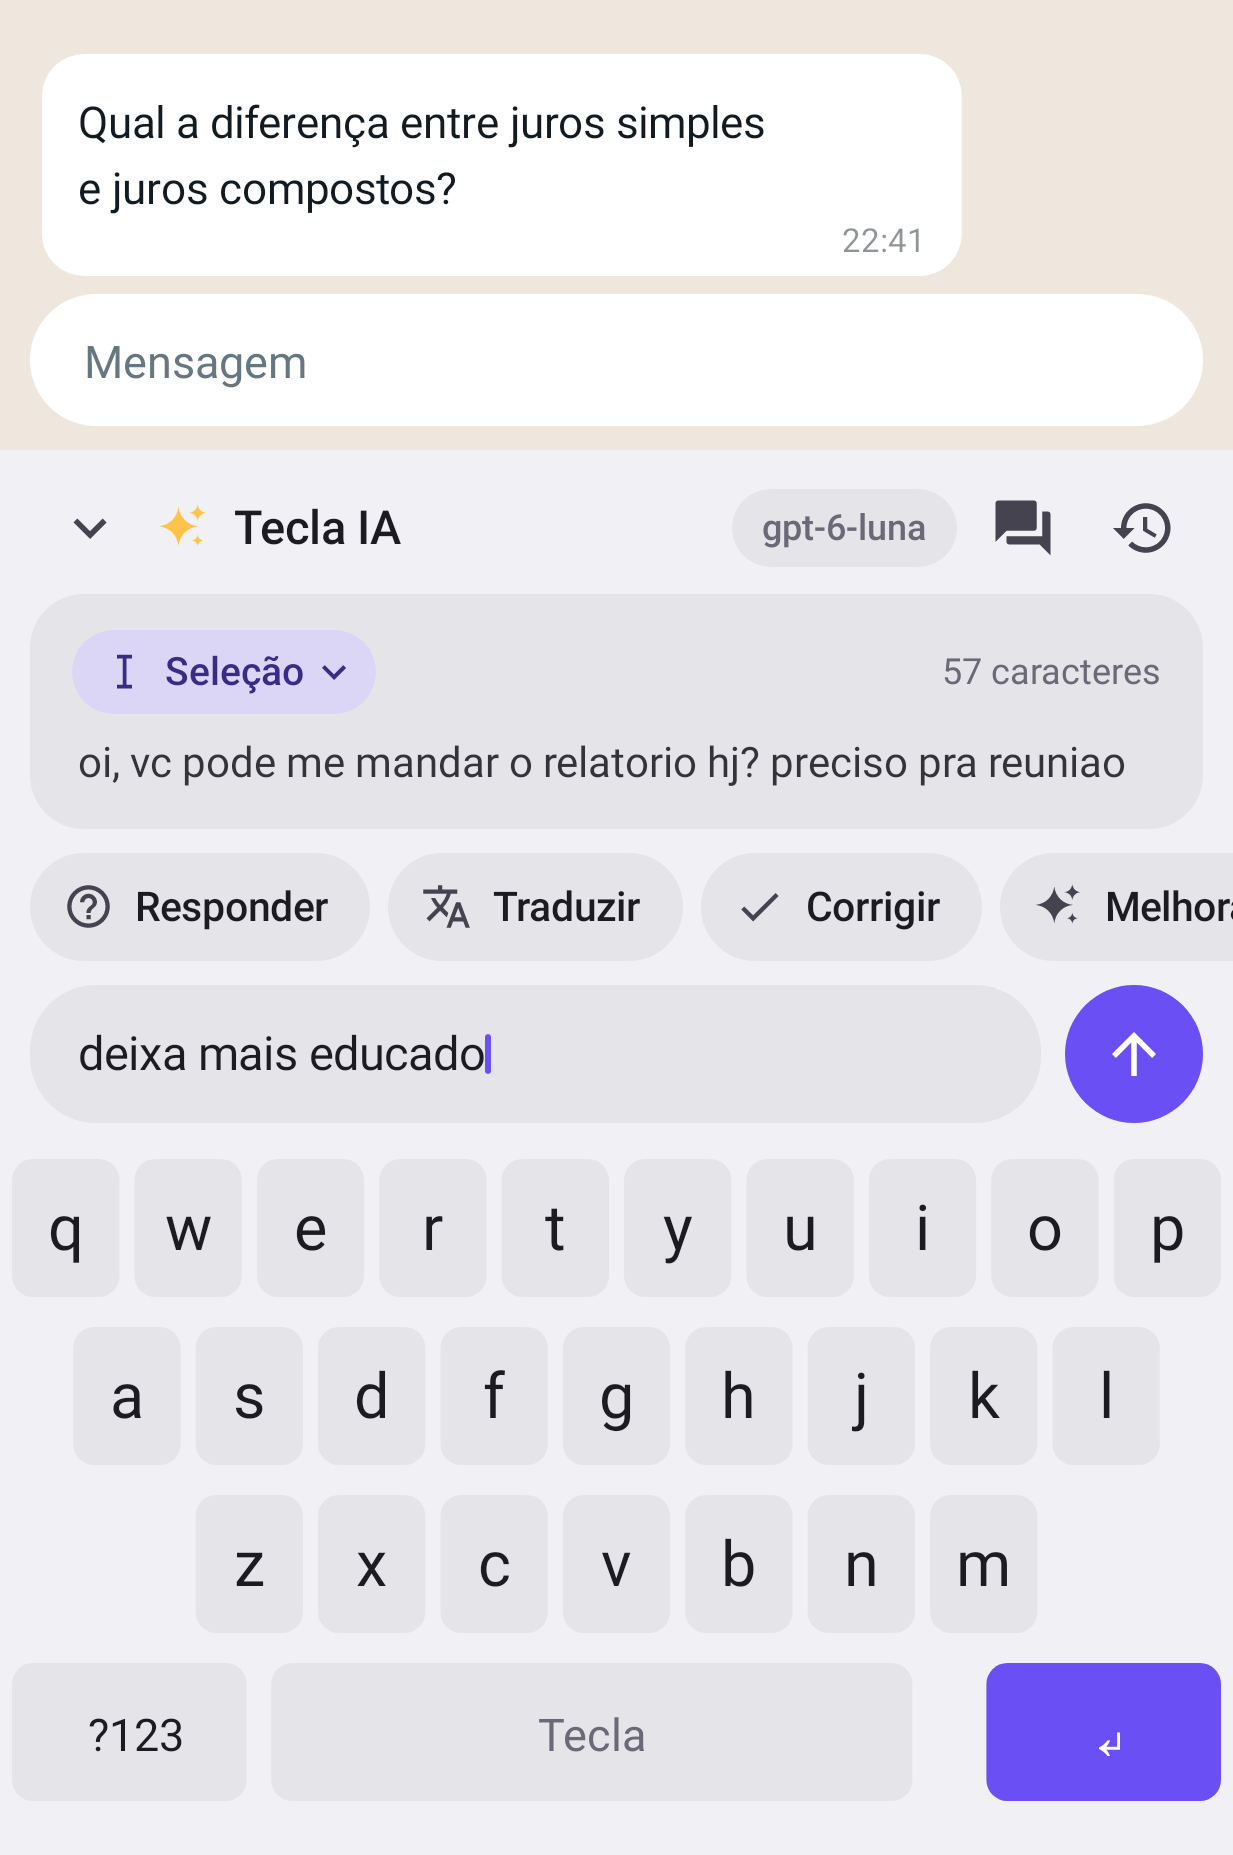 Qual a diferença entre juros simples
e juros compostos?
22:41
Mensagem
Tecla IA
gpt-6-luna
Seleção
57 caracteres
oi, vc pode me mandar o relatorio hj? preciso pra reuniao
Responder
Traduzir
Corrigir
Melhora
deixa mais educado
q w e r t y u i o p
a s d f g h j k l
z x c v b n m
?123
Tecla